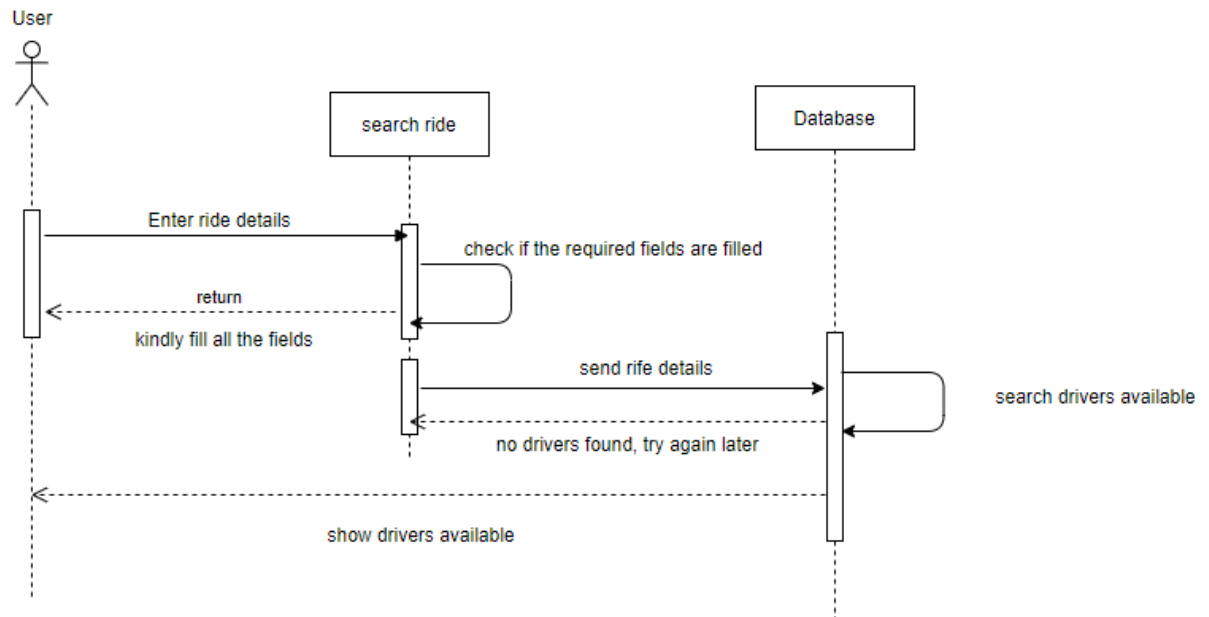 User
search ride
Database
Enter ride details
check if the required fields are filled
return
kindly fill all the fields
send rife details
search drivers available
no drivers found, try again later
show drivers available